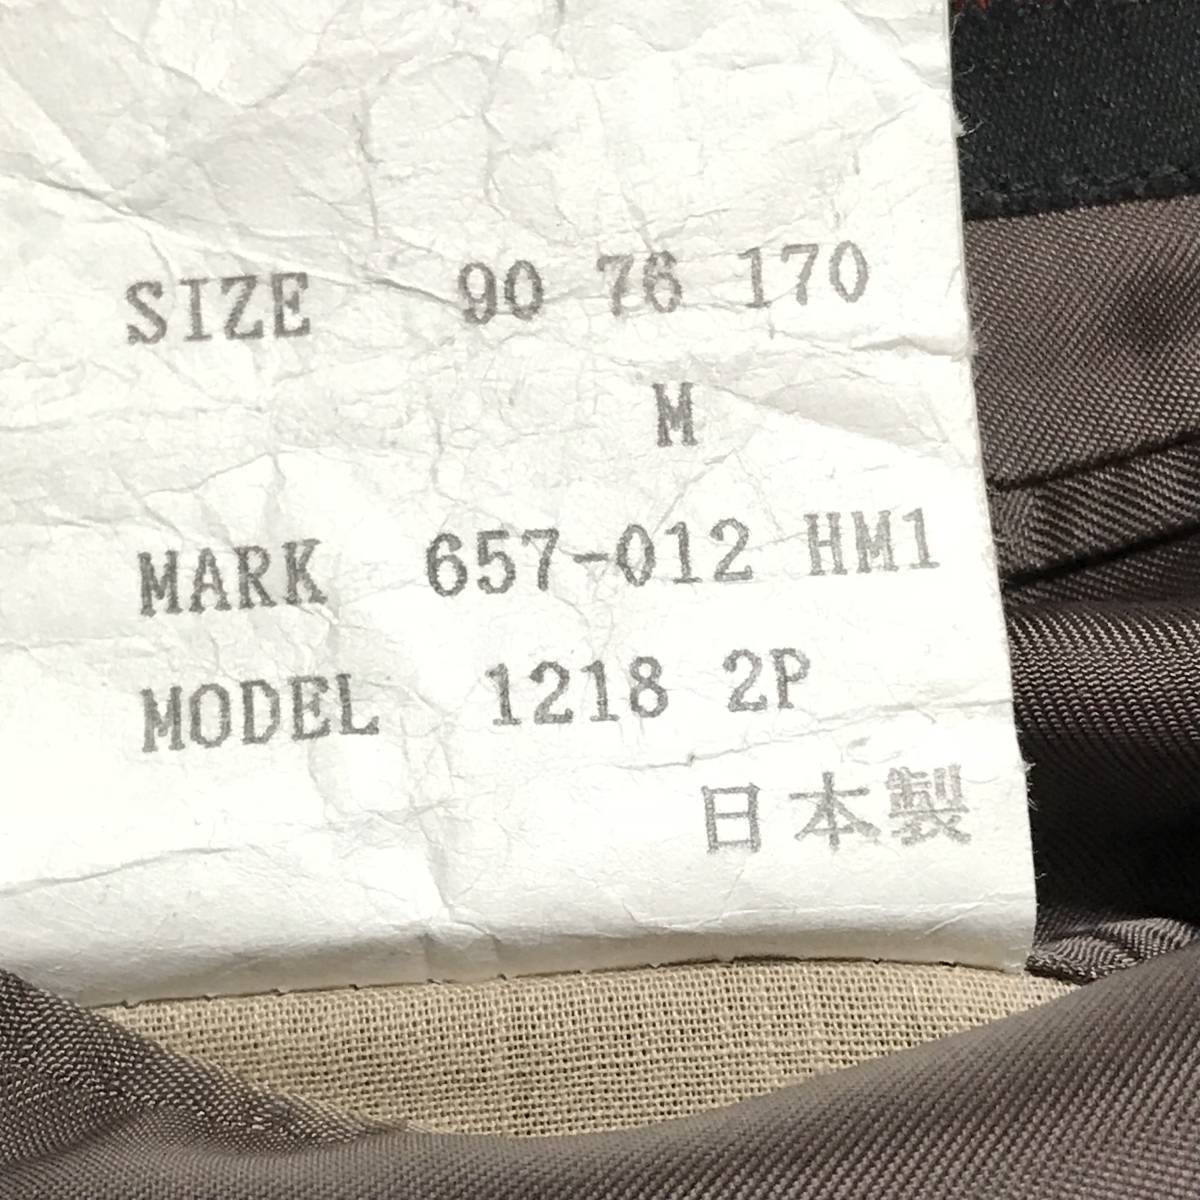 SIZE 90 76 170
M
MARK 657-012 HM1
MODEL 1218 2P
日本製